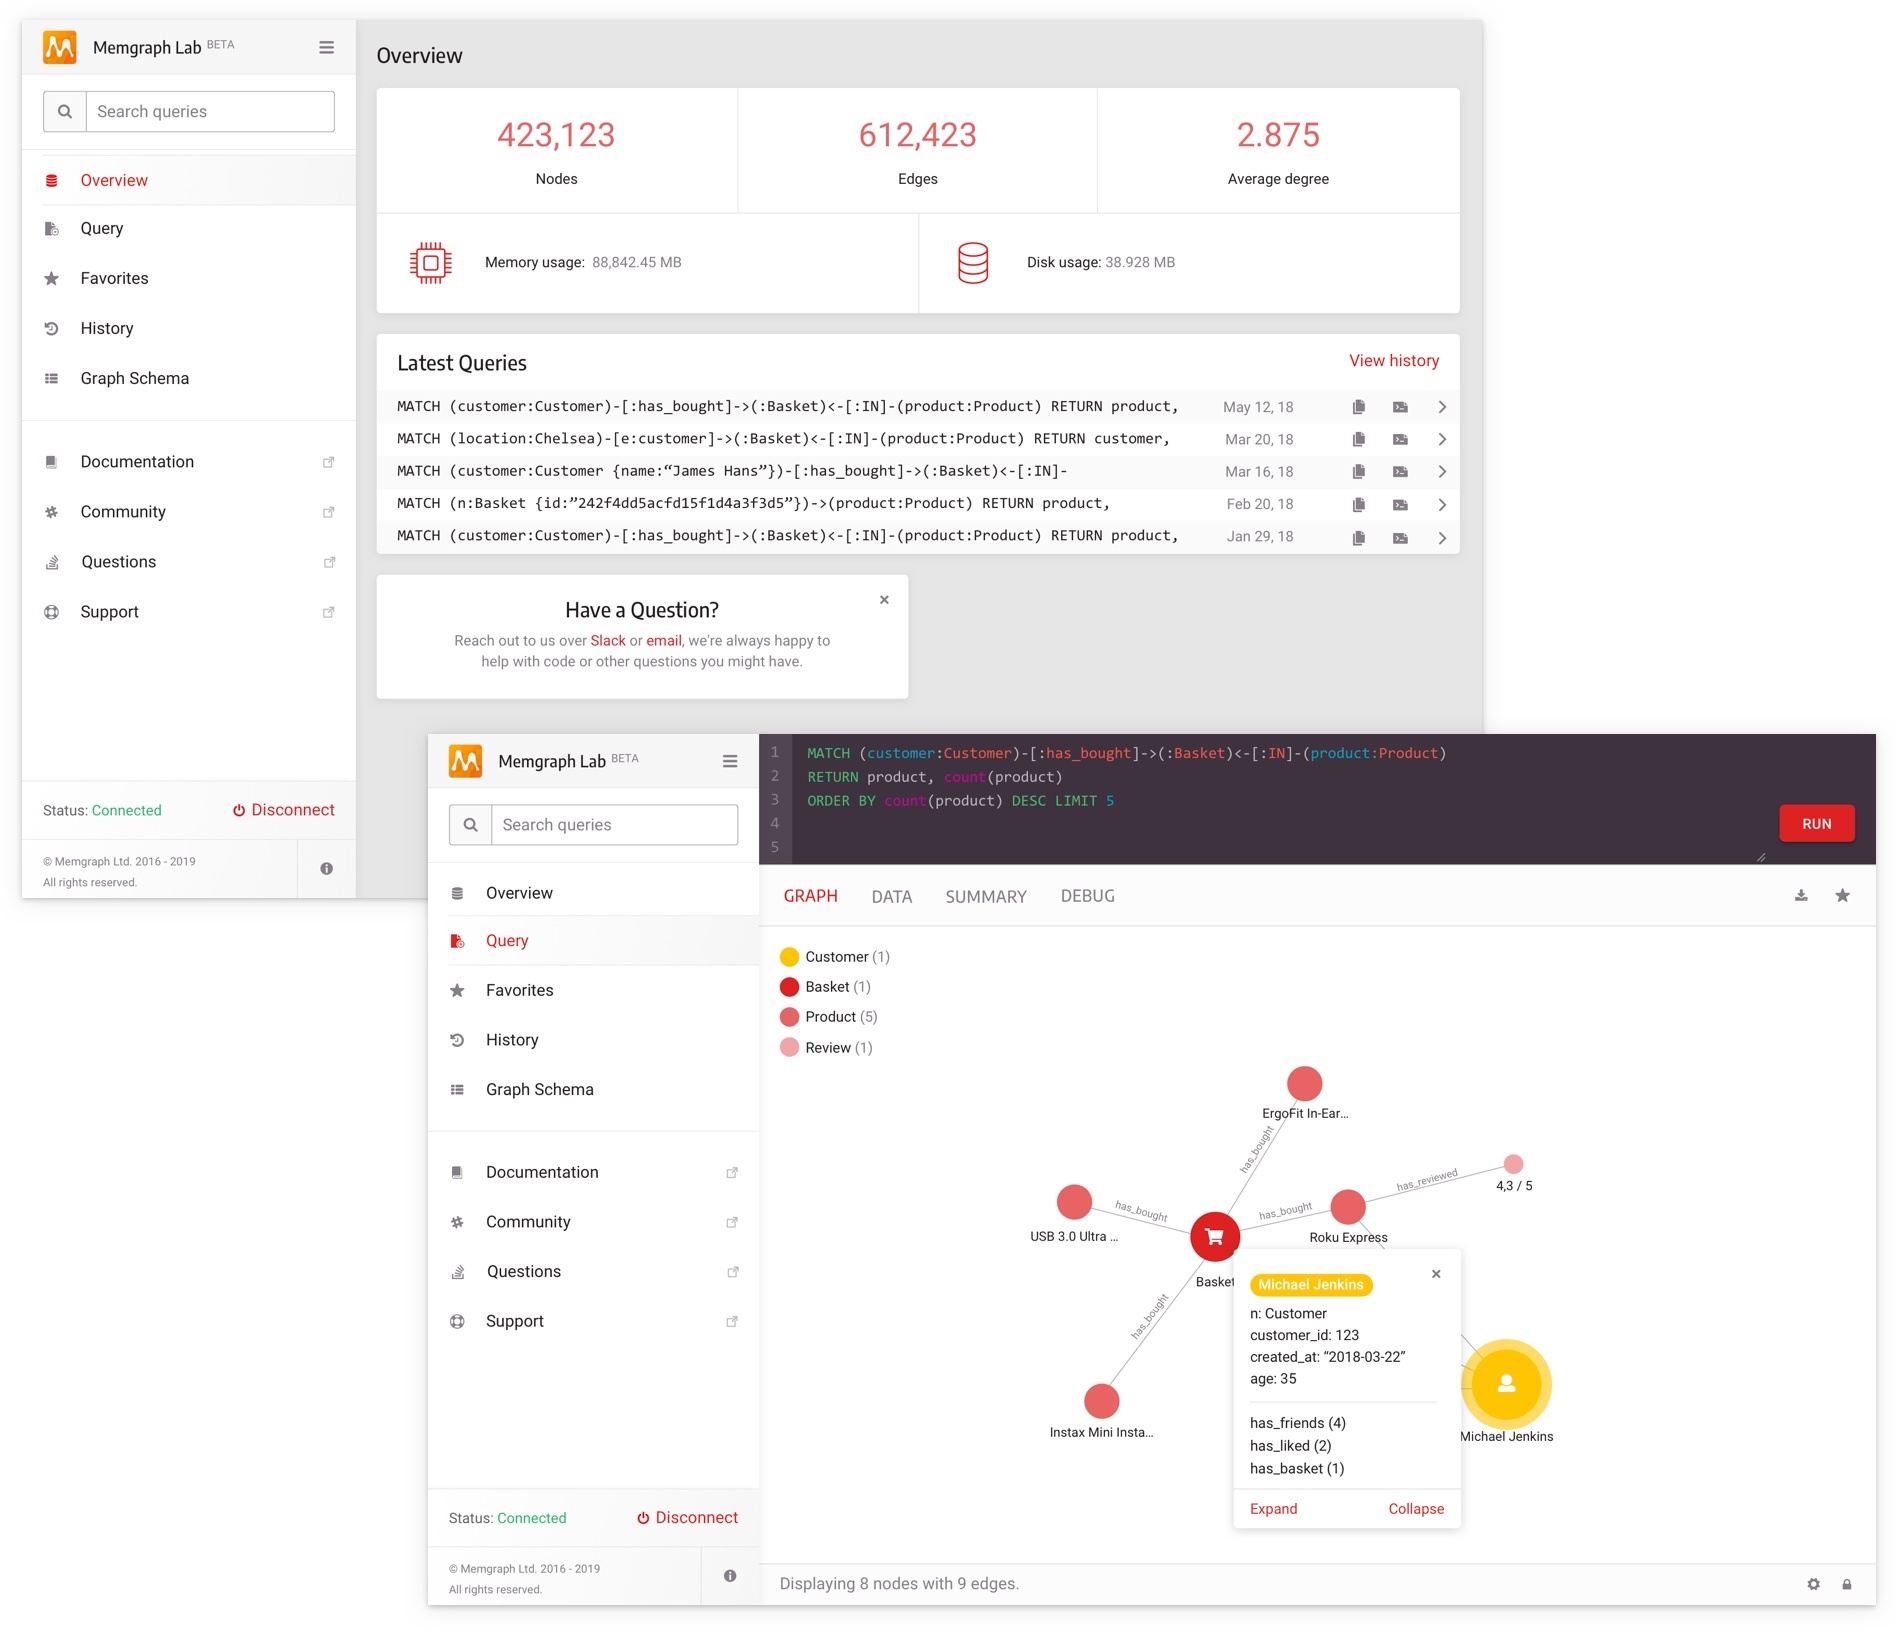 Memgraph Lab BETA
Search queries
Overview
Query
Favorites
History
Graph Schema
Documentation
Community
Questions
Support
Status: Connected
Disconnect
© Memgraph Ltd. 2016 - 2019
All rights reserved.
Overview
423,123
Nodes
612,423
Edges
2.875
Average degree
Memory usage: 88,842.45 MB
Disk usage: 38.928 MB
Latest Queries
View history
MATCH (customer:Customer)-[:has_bought]->(:Basket)<-[:IN]-(product:Product) RETURN product, May 12, 18
MATCH (location:Chelsea)-[e:customer]->(:Basket)<-[:IN]-(product:Product) RETURN customer, Mar 20, 18
MATCH (customer:Customer {name:“James Hans”})-[:has_bought]->(:Basket)<-[:IN]- Mar 16, 18
MATCH (n:Basket {id:”242f4dd5acfd15f1d4a3f3d5”})->(product:Product) RETURN product, Feb 20, 18
MATCH (customer:Customer)-[:has_bought]->(:Basket)<-[:IN]-(product:Product) RETURN product, Jan 29, 18
Have a Question?
Reach out to us over Slack or email, we're always happy to
help with code or other questions you might have.
Memgraph Lab BETA
Search queries
Overview
Query
Favorites
History
Graph Schema
Documentation
Community
Questions
Support
Status: Connected
Disconnect
© Memgraph Ltd. 2016 - 2019
All rights reserved.
1 MATCH (customer:Customer)-[:has_bought]->(:Basket)<-[:IN]-(product:Product)
2 RETURN product, count(product)
3 ORDER BY count(product) DESC LIMIT 5
4
5
RUN
GRAPH
DATA
SUMMARY
DEBUG
Customer (1)
Basket (1)
Product (5)
Review (1)
ErgoFit In-Ear...
has_bought
has_reviewed
4,3 / 5
has_bought
has_bought
USB 3.0 Ultra ...
Roku Express
Basket
has_bought
Instax Mini Insta...
Michael Jenkins
n: Customer
customer_id: 123
created_at: “2018-03-22”
age: 35
has_friends (4)
has_liked (2)
has_basket (1)
Expand
Collapse
Michael Jenkins
Displaying 8 nodes with 9 edges.